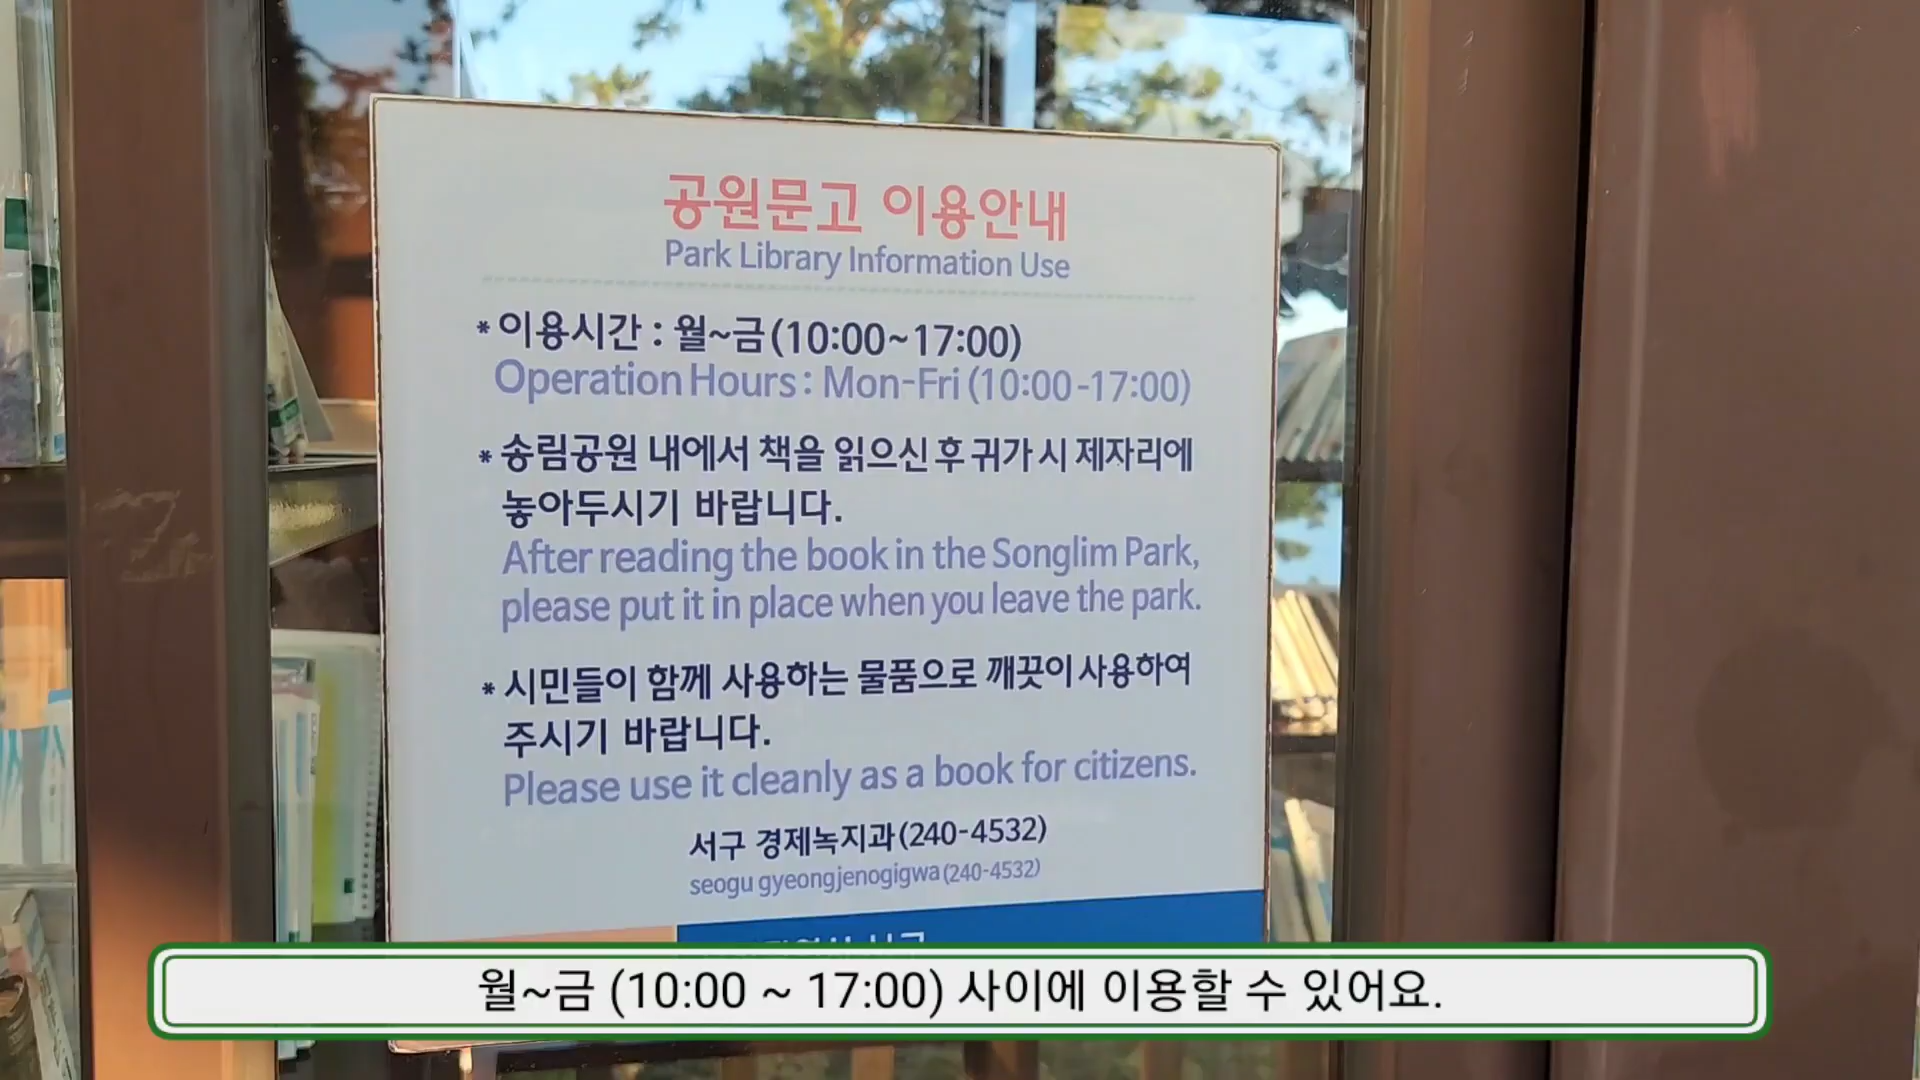 공원문고 이용안내
Park Library Information Use
* 이용시간 : 월~금(10:00~17:00)
Operation Hours : Mon-Fri (10:00-17:00)
* 송림공원 내에서 책을 읽으신 후 귀가 시 제자리에
놓아두시기 바랍니다.
After reading the book in the Songlim Park,
please put it in place when you leave the park.
* 시민들이 함께 사용하는 물품으로 깨끗이 사용하여
주시기 바랍니다.
Please use it cleanly as a book for citizens.
서구 경제녹지과(240-4532)
seogu gyeongjenogigwa(240-4532)
월~금 (10:00 ~ 17:00) 사이에 이용할 수 있어요.